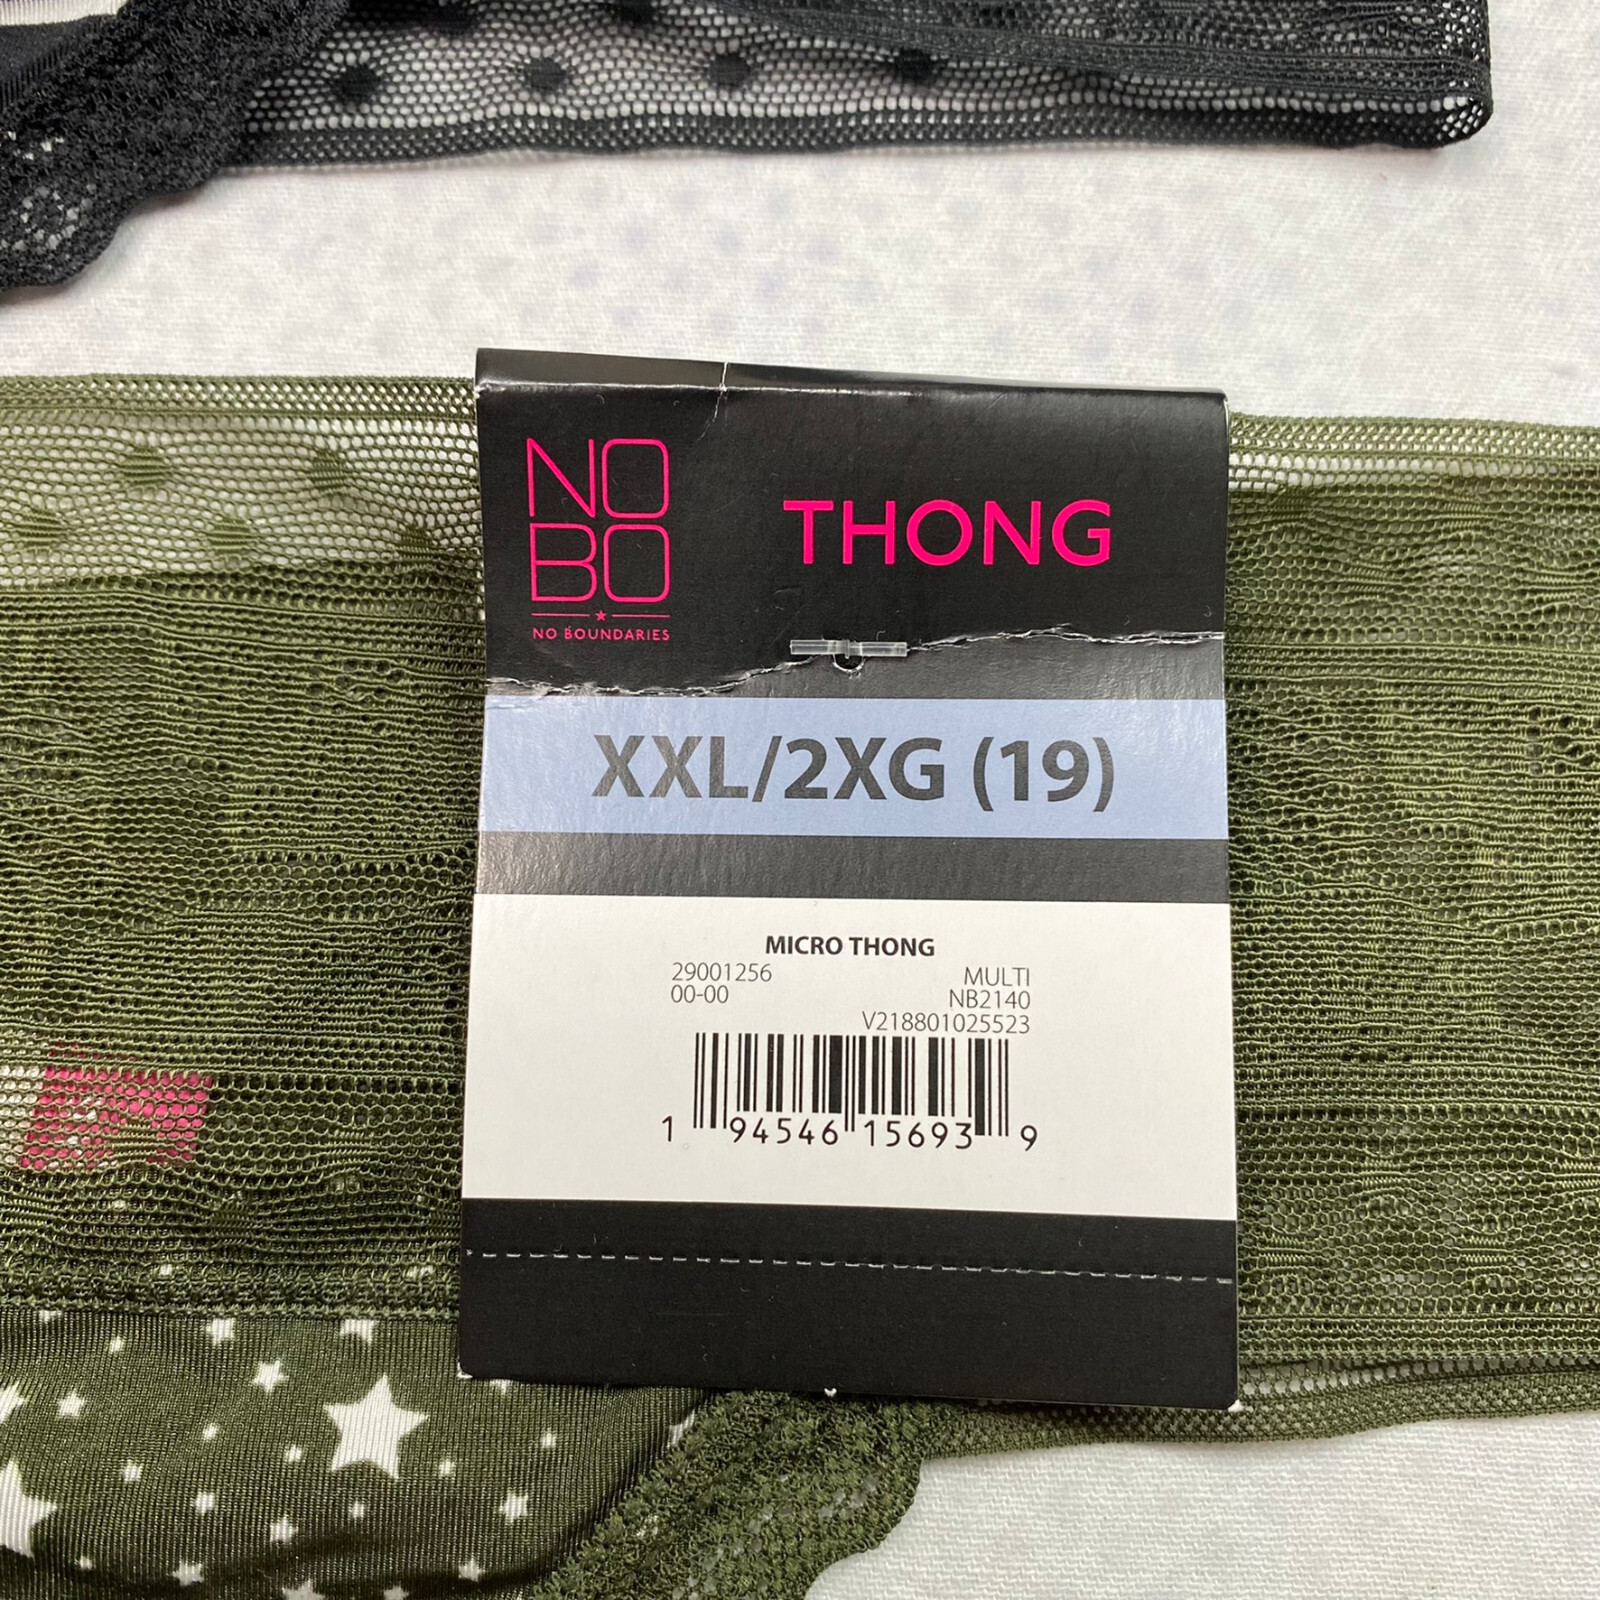 NO
BO
NO BOUNDARIES
THONG
XXL/2XG (19)
MICRO THONG
29001256 MULTI
00-00 NB2140
V218801025523
1 94546 15693 9